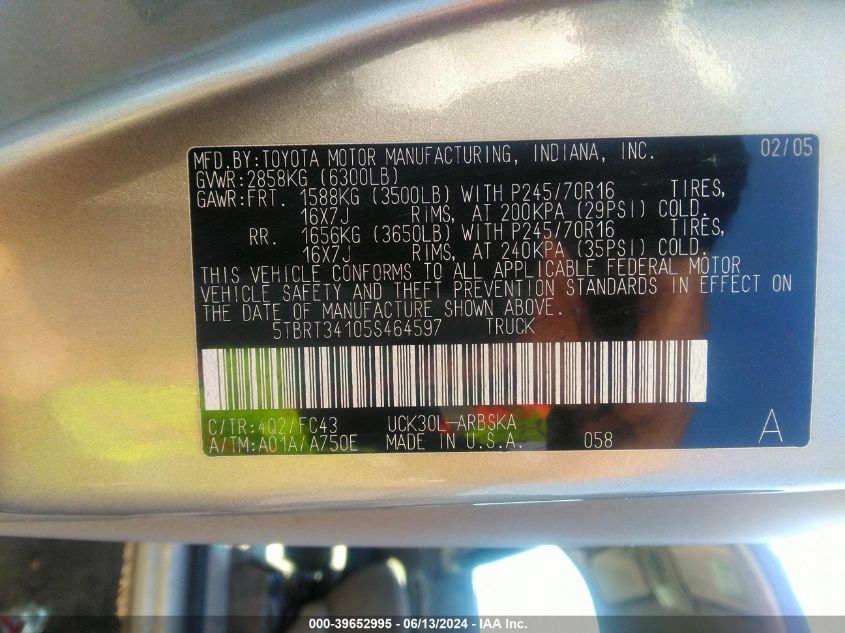 MFD.BY:TOYOTA MOTOR MANUFACTURING, INDIANA, INC. 02/05
GVWR:2858KG (6300LB)
GAWR:FRT. 1588KG (3500LB) WITH P245/70R16 TIRES,
16X7J RIMS, AT 200KPA (29PSI) COLD.
RR. 1656KG (3650LB) WITH P245/70R16 TIRES,
16X7J RIMS, AT 240KPA (35PSI) COLD.
THIS VEHICLE CONFORMS TO ALL APPLICABLE FEDERAL MOTOR
VEHICLE SAFETY AND THEFT PREVENTION STANDARDS IN EFFECT ON
THE DATE OF MANUFACTURE SHOWN ABOVE.
5TBRT34105S464597 TRUCK
C/TR:4Q2/FC43 UCK30L-ARBSKA
A/TM:A01A/A750E MADE IN U.S.A. 058 A
000-39652995 - 06/13/2024 - IAA Inc.